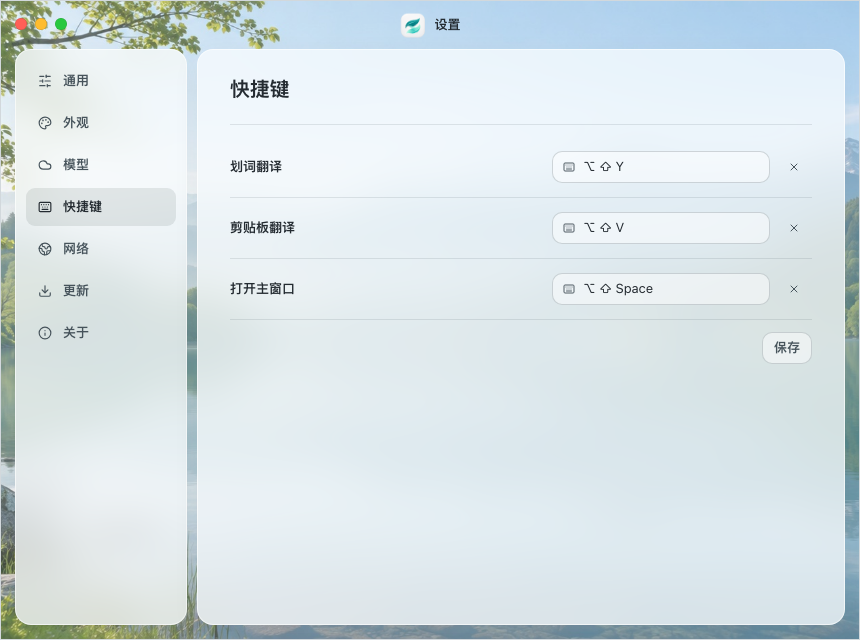 设置
通用
外观
模型
快捷键
网络
更新
关于
快捷键
划词翻译
⌥ ⇧ Y
剪贴板翻译
⌥ ⇧ V
打开主窗口
⌥ ⇧ Space
保存